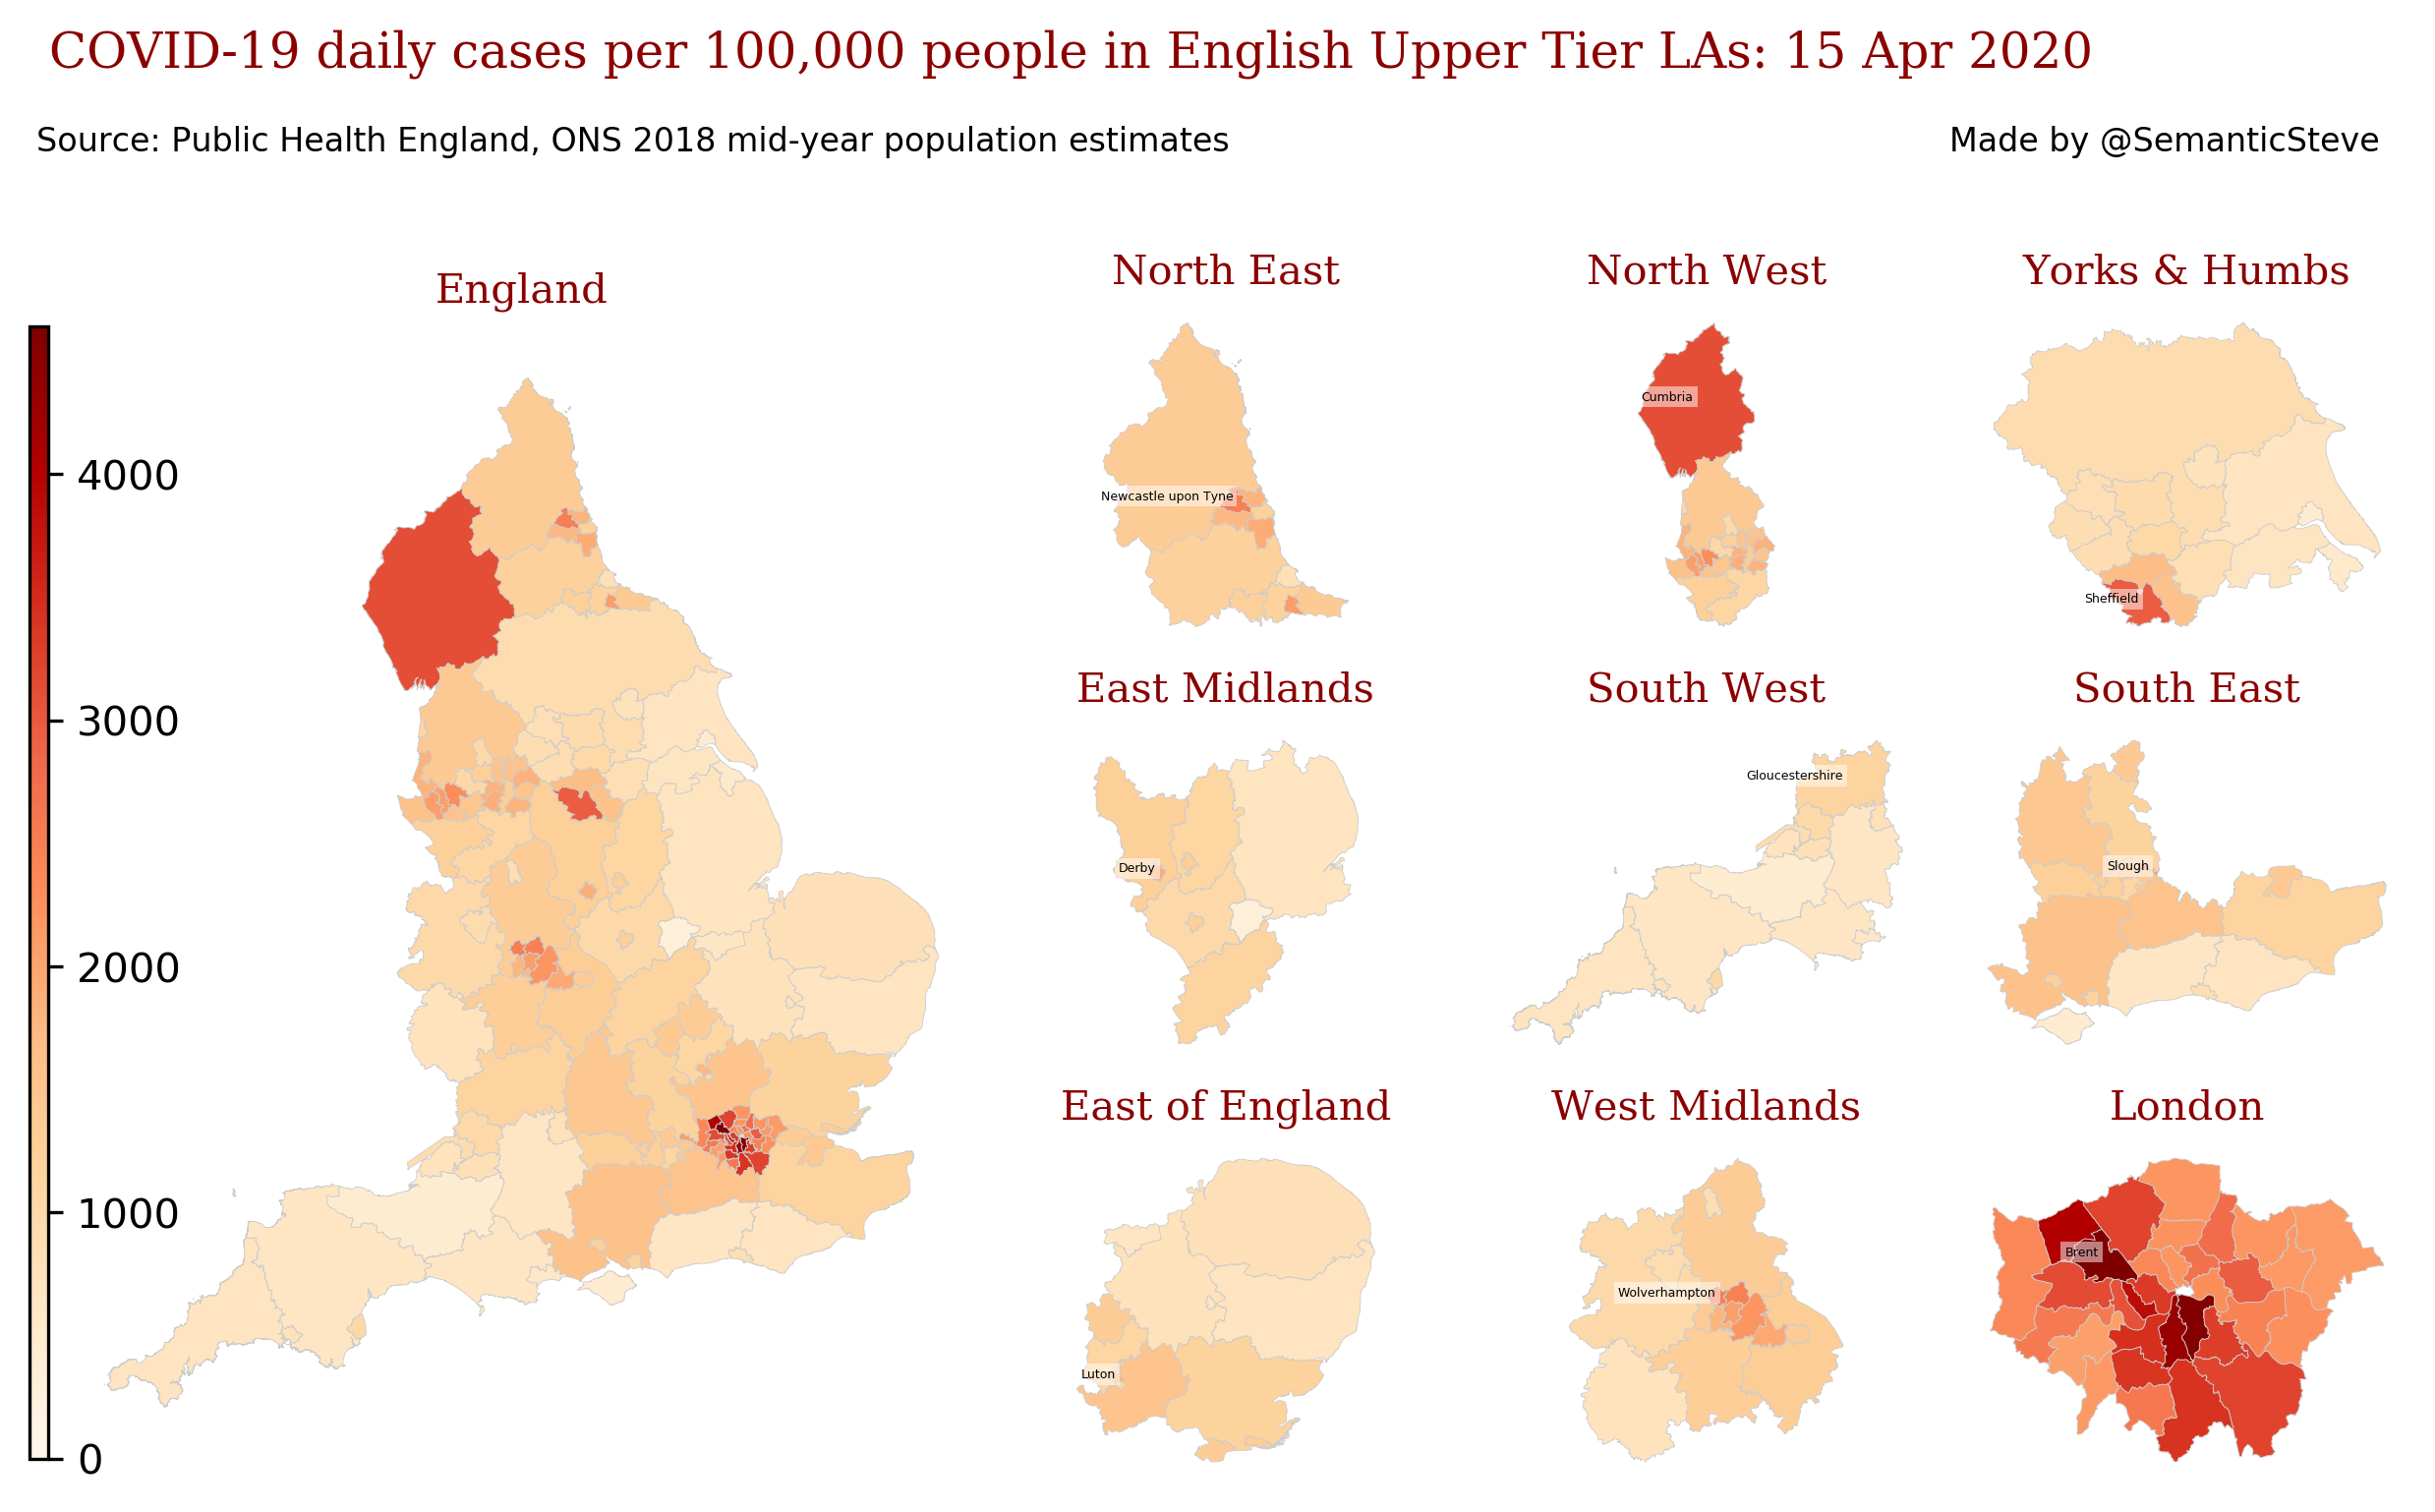 COVID-19 daily cases per 100,000 people in English Upper Tier LAs: 15 Apr 2020
Source: Public Health England, ONS 2018 mid-year population estimates
Made by @SemanticSteve
England
4000
3000
2000
1000
0
North East
Newcastle upon Tyne
North West
Cumbria
Yorks & Humbs
Sheffield
East Midlands
Derby
South West
Gloucestershire
South East
Slough
East of England
Luton
West Midlands
Wolverhampton
London
Brent